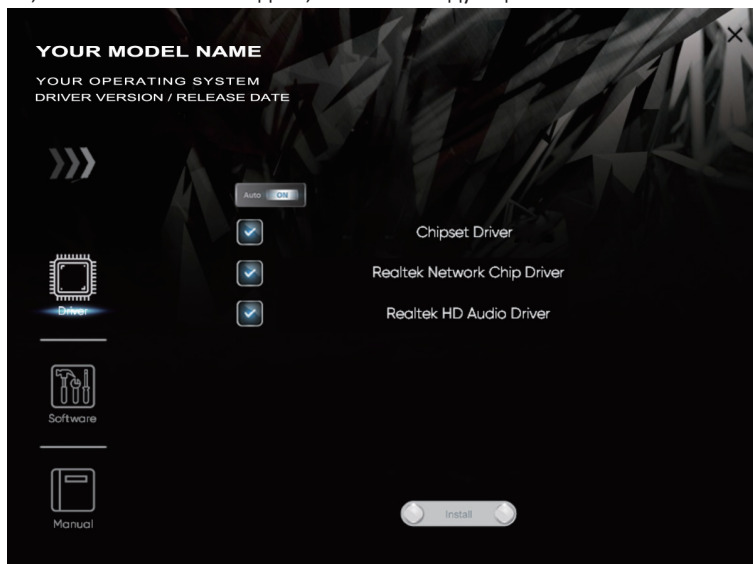 YOUR MODEL NAME
YOUR OPERATING SYSTEM
DRIVER VERSION / RELEASE DATE
Auto ON
Chipset Driver
Realtek Network Chip Driver
Realtek HD Audio Driver
Driver
Software
Manual
Install